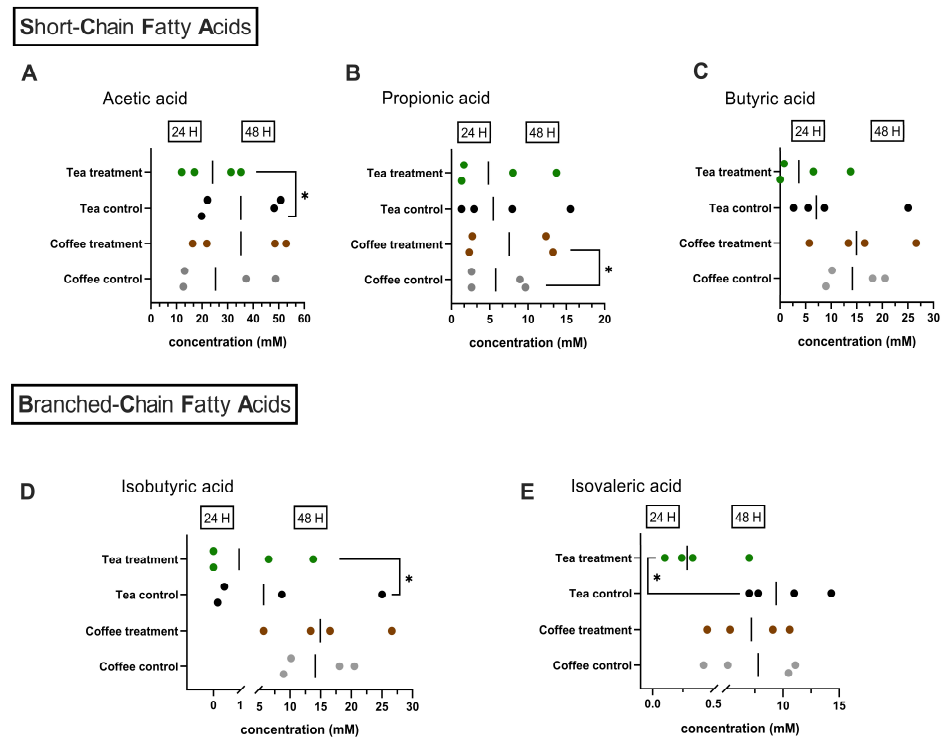 Short-Chain Fatty Acids
A
B
C
Acetic acid
Propionic acid
Butyric acid
24 H
48 H
24 H
48 H
24 H
48 H
Tea treatment
Tea control
Coffee treatment
Coffee control
*
0 10 20 30 40 50 60
concentration (mM)
Tea treatment
Tea control
Coffee treatment
Coffee control
*
0 5 10 15 20
concentration (mM)
Tea treatment
Tea control
Coffee treatment
Coffee control
0 5 10 15 20 25 30
concentration (mM)
Branched-Chain Fatty Acids
D
E
Isobutyric acid
Isovaleric acid
24 H
48 H
24 H
48 H
Tea treatment
Tea control
Coffee treatment
Coffee control
*
0 1 5 10 15 20 25 30
concentration (mM)
Tea treatment
Tea control
Coffee treatment
Coffee control
*
0.0 0.5 10 15
concentration (mM)